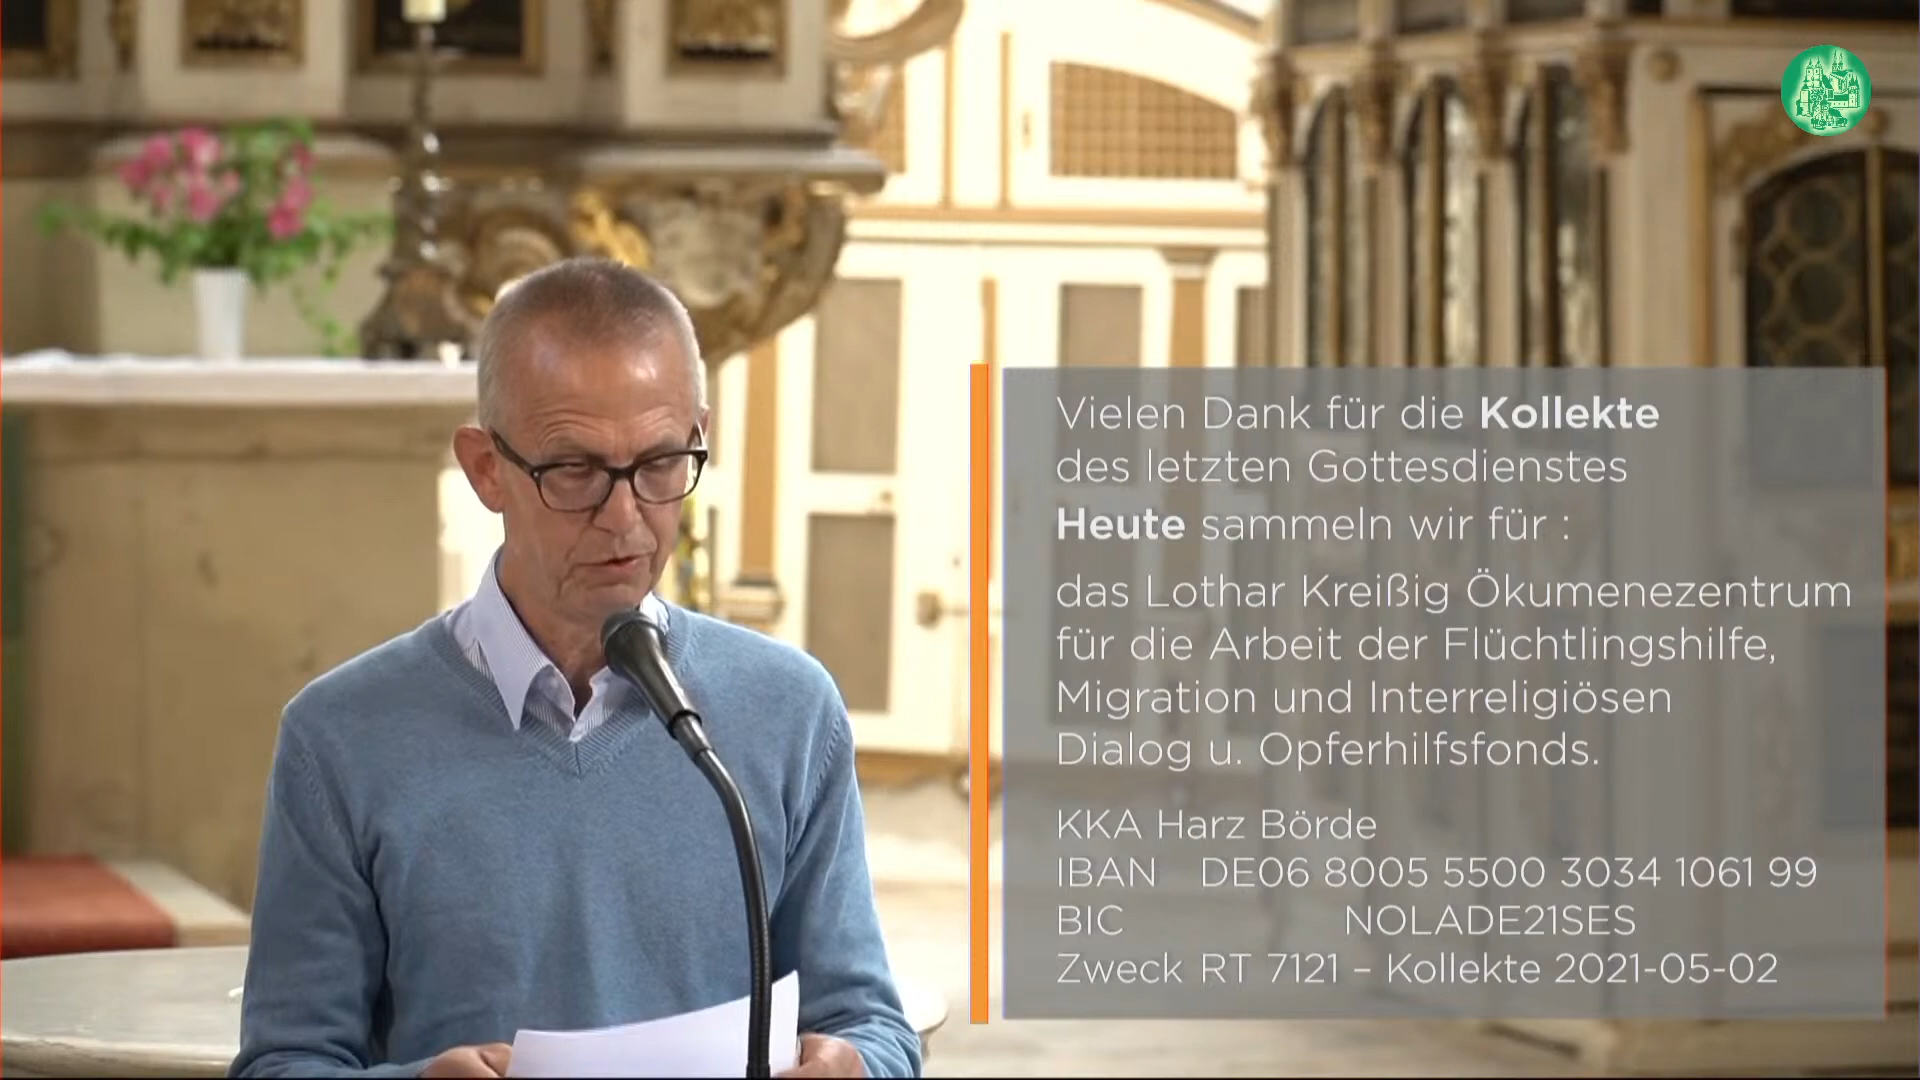 Vielen Dank für die Kollekte
des letzten Gottesdienstes
Heute sammeln wir für :
das Lothar Kreißig Ökumenezentrum
für die Arbeit der Flüchtlingshilfe,
Migration und Interreligiösen
Dialog u. Opferhilfsfonds.
KKA Harz Börde
IBAN DE06 8005 5500 3034 1061 99
BIC NOLADE21SES
Zweck RT 7121 – Kollekte 2021-05-02